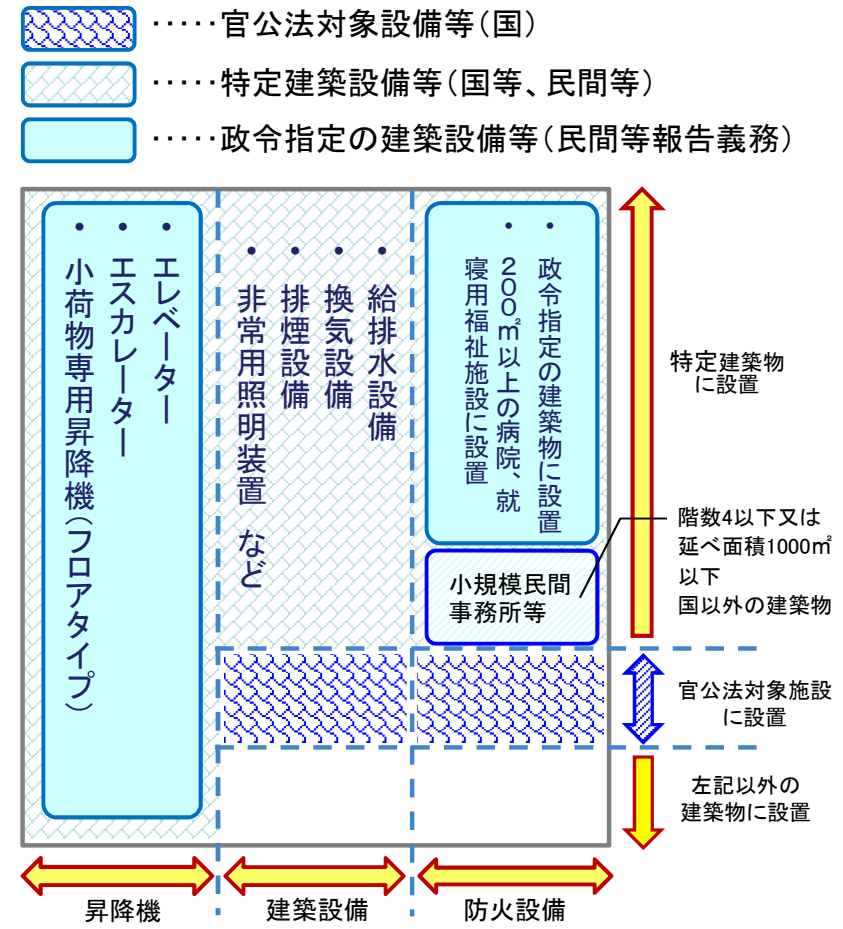 ･････官公法対象設備等(国)
･････特定建築設備等(国等、民間等)
･････政令指定の建築設備等(民間等報告義務)
・エレベーター
・エスカレーター
・小荷物専用昇降機(フロアタイプ)
・給排水設備
・換気設備
・排煙設備
・非常用照明装置 など
・政令指定の建築物に設置
・200㎡以上の病院、就
寝用福祉施設に設置
小規模民間
事務所等
特定建築物
に設置
階数4以下又は
延べ面積1000㎡
以下
国以外の建築物
官公法対象施設
に設置
左記以外の
建築物に設置
昇降機
建築設備
防火設備